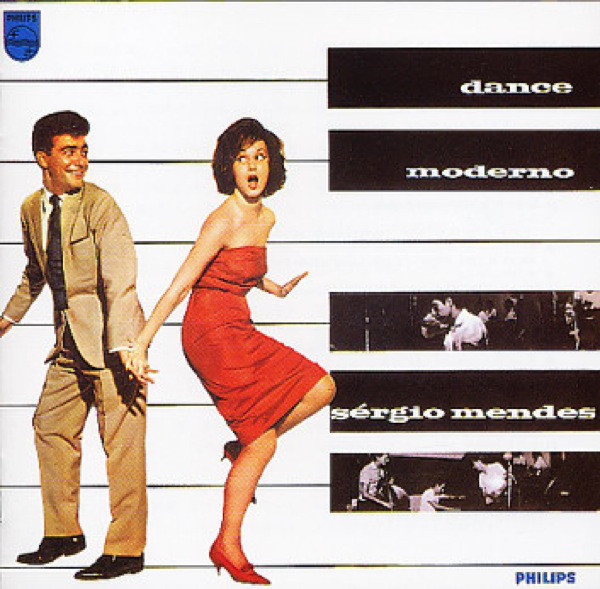 PHILIPS
dance
moderno
sérgio mendes
PHILIPS